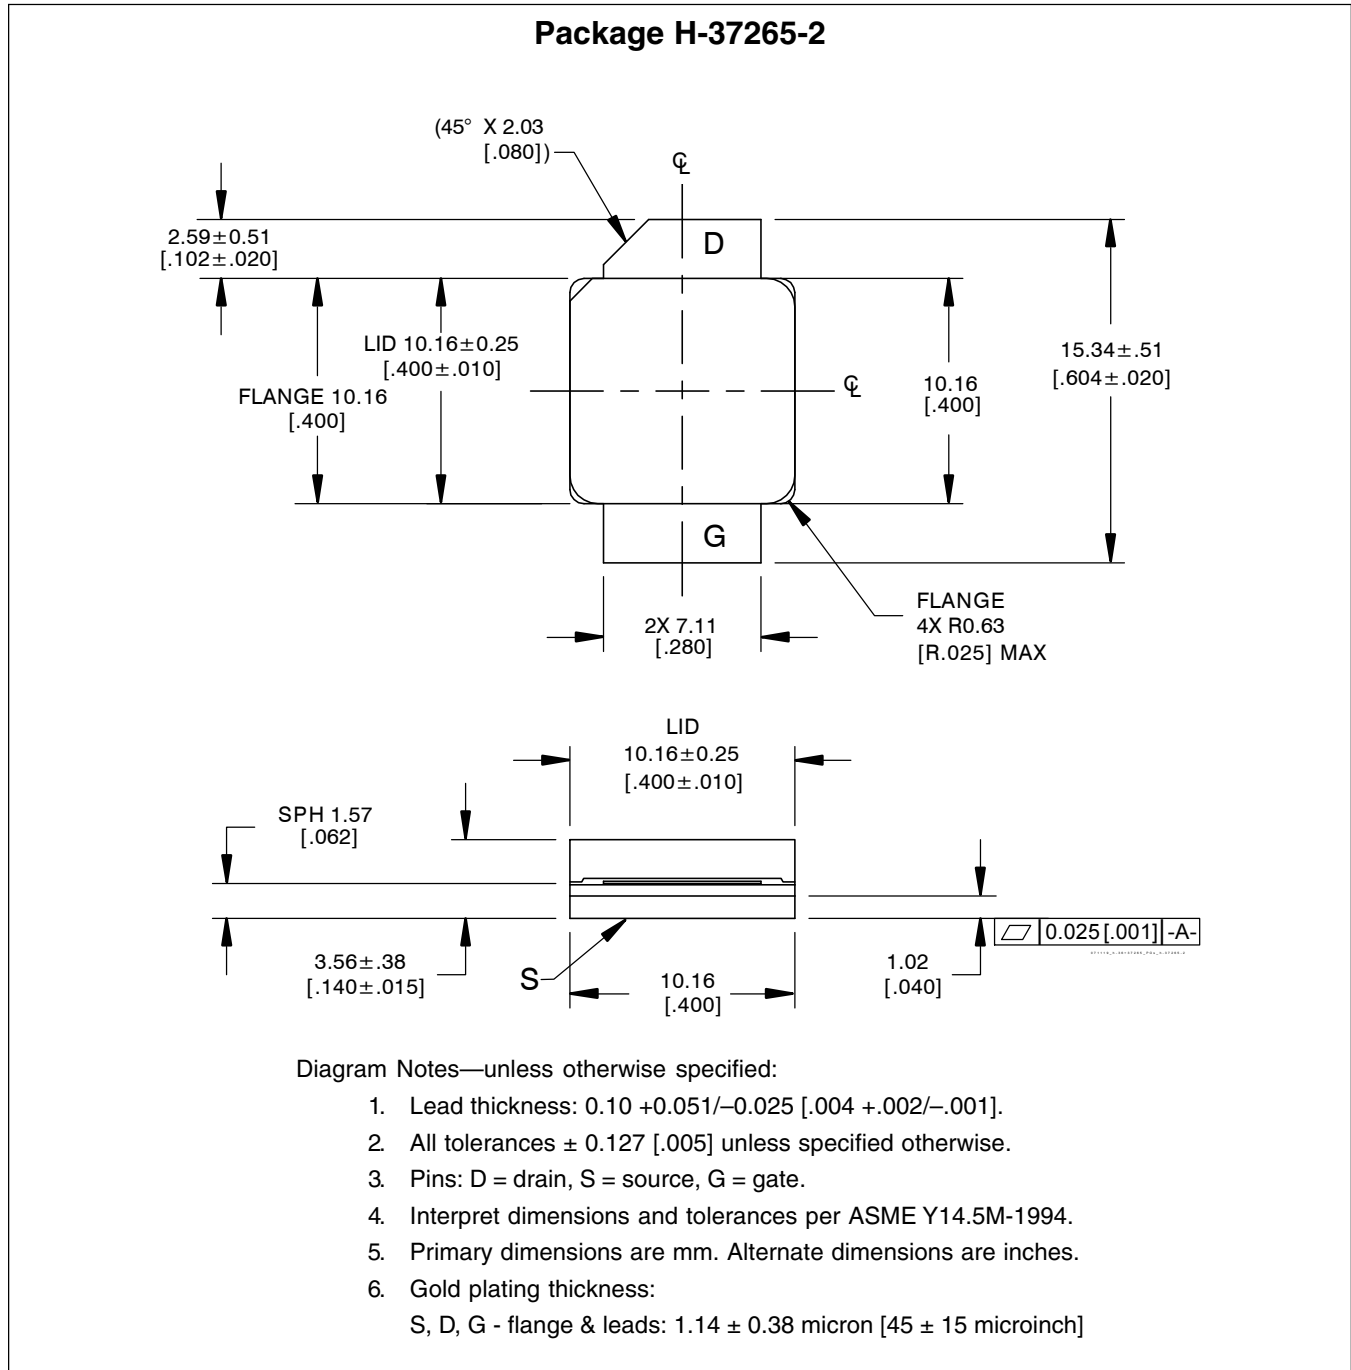 Package H-37265-2
(45° X 2.03
[.080])
℄
D
2.59±0.51
[.102±.020]
LID 10.16±0.25
[.400±.010]
FLANGE 10.16
[.400]
℄
10.16
[.400]
15.34±.51
[.604±.020]
G
2X 7.11
[.280]
FLANGE
4X R0.63
[R.025] MAX
LID
10.16±0.25
[.400±.010]
SPH 1.57
[.062]
3.56±.38
[.140±.015]
S
10.16
[.400]
1.02
[.040]
0.025 [.001] -A-
Diagram Notes—unless otherwise specified:
1. Lead thickness: 0.10 +0.051/–0.025 [.004 +.002/–.001].
2. All tolerances ± 0.127 [.005] unless specified otherwise.
3. Pins: D = drain, S = source, G = gate.
4. Interpret dimensions and tolerances per ASME Y14.5M-1994.
5. Primary dimensions are mm. Alternate dimensions are inches.
6. Gold plating thickness:
S, D, G - flange & leads: 1.14 ± 0.38 micron [45 ± 15 microinch]